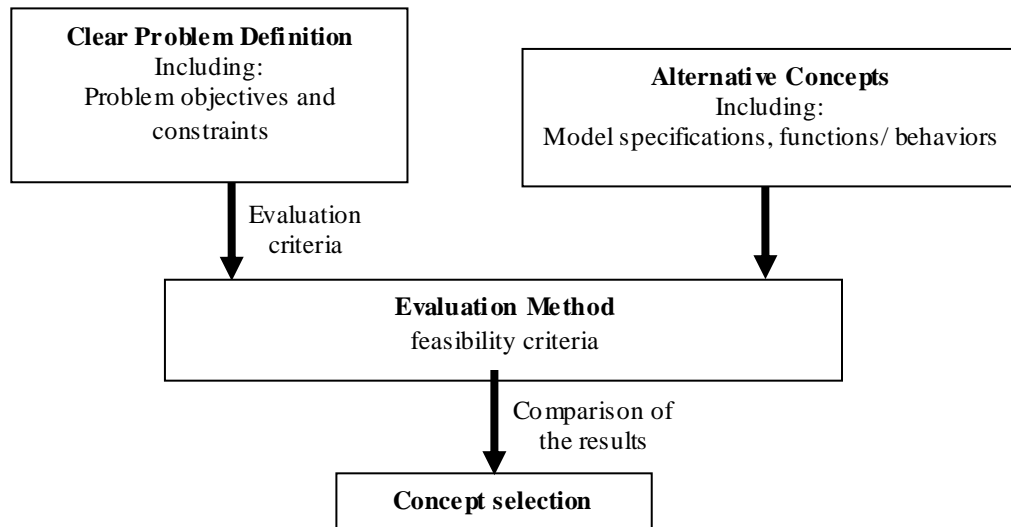 Clear Problem Definition
Including:
Problem objectives and
constraints
Alternative Concepts
Including:
Model specifications, functions/ behaviors
Evaluation
criteria
Evaluation Method
feasibility criteria
Comparison of
the results
Concept selection